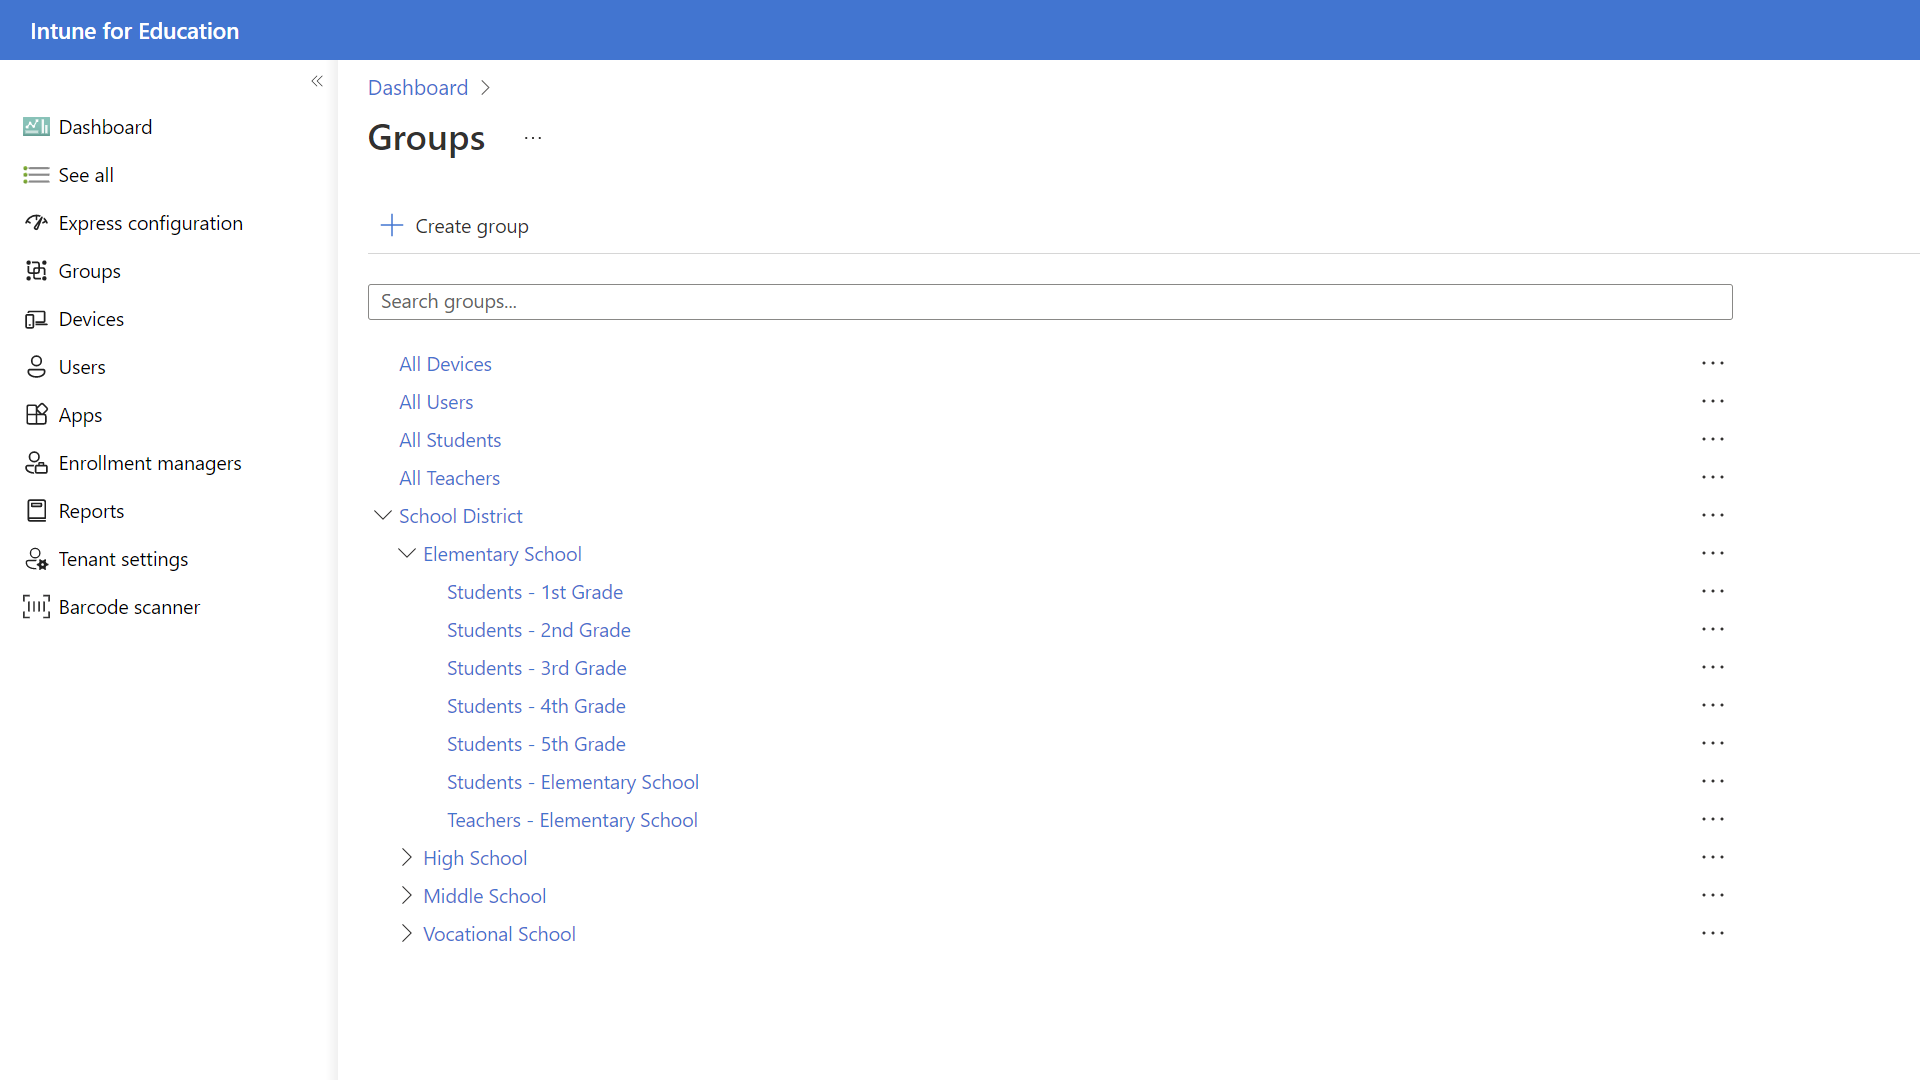 Intune for Education
Dashboard
See all
Express configuration
Groups
Devices
Users
Apps
Enrollment managers
Reports
Tenant settings
Barcode scanner
Dashboard
Groups
Create group
Search groups...
All Devices
All Users
All Students
All Teachers
School District
Elementary School
Students - 1st Grade
Students - 2nd Grade
Students - 3rd Grade
Students - 4th Grade
Students - 5th Grade
Students - Elementary School
Teachers - Elementary School
High School
Middle School
Vocational School